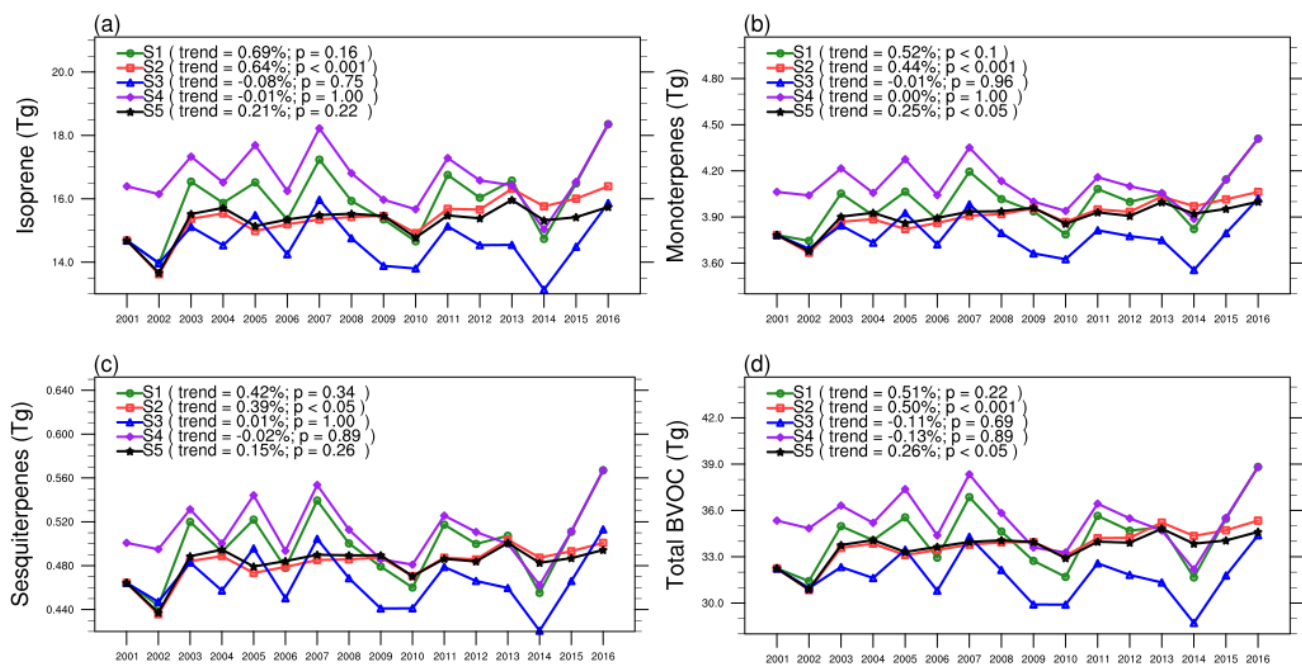 (a)
S1 ( trend = 0.69%; p = 0.16 )
S2 ( trend = 0.64%; p < 0.001 )
S3 ( trend = -0.08%; p = 0.75 )
S4 ( trend = -0.01%; p = 1.00 )
S5 ( trend = 0.21%; p = 0.22 )
Isoprene (Tg)
20.0
18.0
16.0
14.0
2001 2002 2003 2004 2005 2006 2007 2008 2009 2010 2011 2012 2013 2014 2015 2016
(b)
S1 ( trend = 0.52%; p < 0.1 )
S2 ( trend = 0.44%; p < 0.001 )
S3 ( trend = -0.01%; p = 0.96 )
S4 ( trend = 0.00%; p = 1.00 )
S5 ( trend = 0.25%; p < 0.05 )
Monoterpenes (Tg)
4.80
4.50
4.20
3.90
3.60
2001 2002 2003 2004 2005 2006 2007 2008 2009 2010 2011 2012 2013 2014 2015 2016
(c)
S1 ( trend = 0.42%; p = 0.34 )
S2 ( trend = 0.39%; p < 0.05 )
S3 ( trend = 0.01%; p = 1.00 )
S4 ( trend = -0.02%; p = 0.89 )
S5 ( trend = 0.15%; p = 0.26 )
Sesquiterpenes (Tg)
0.640
0.600
0.560
0.520
0.480
0.440
2001 2002 2003 2004 2005 2006 2007 2008 2009 2010 2011 2012 2013 2014 2015 2016
(d)
S1 ( trend = 0.51%; p = 0.22 )
S2 ( trend = 0.50%; p < 0.001 )
S3 ( trend = -0.11%; p = 0.69 )
S4 ( trend = -0.13%; p = 0.89 )
S5 ( trend = 0.26%; p < 0.05 )
Total BVOC (Tg)
42.0
39.0
36.0
33.0
30.0
2001 2002 2003 2004 2005 2006 2007 2008 2009 2010 2011 2012 2013 2014 2015 2016